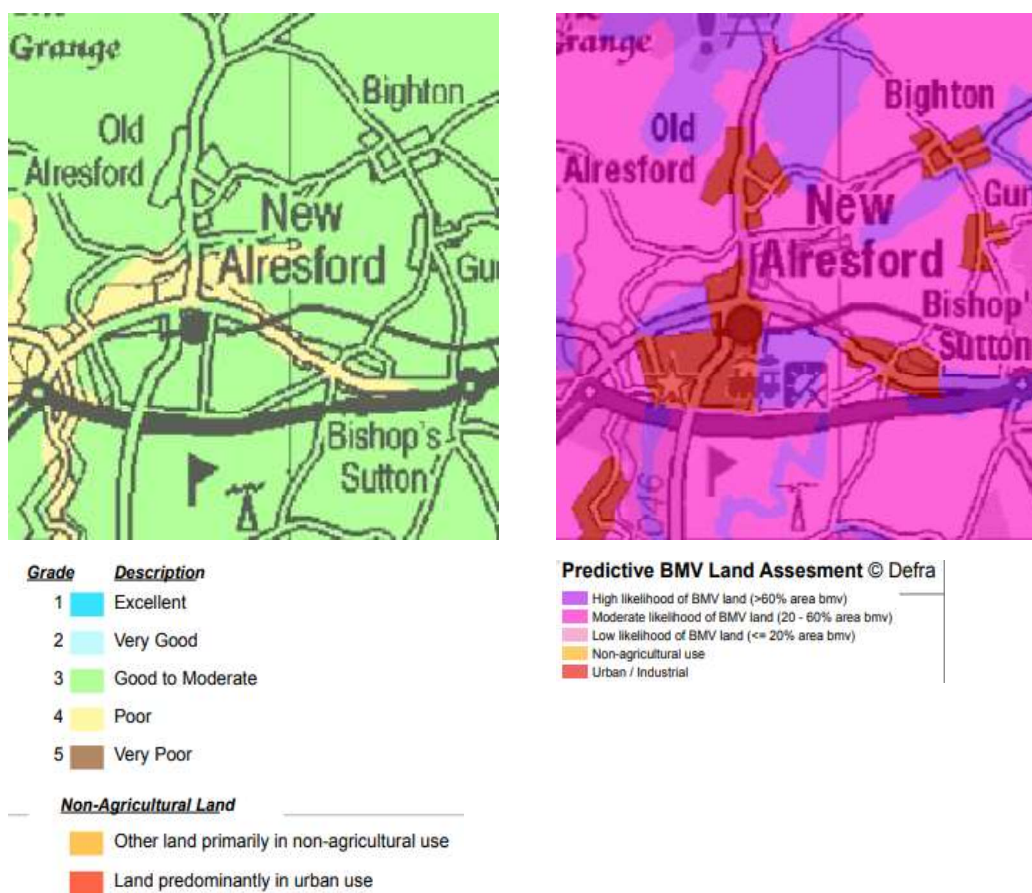 The
Grange
Bighton
Old
Alresford
New
Alresford
Gun
Bishop's
Sutton
Grange
Bighton
Old
Alresford
Gun
New
Alresford
Bishop'
Sutton
046
Grade Description
1 Excellent
2 Very Good
3 Good to Moderate
4 Poor
5 Very Poor
Non-Agricultural Land
Other land primarily in non-agricultural use
Land predominantly in urban use
Predictive BMV Land Assesment © Defra
High likelihood of BMV land (>60% area bmv)
Moderate likelihood of BMV land (20 - 60% area bmv)
Low likelihood of BMV land (<= 20% area bmv)
Non-agricultural use
Urban / Industrial